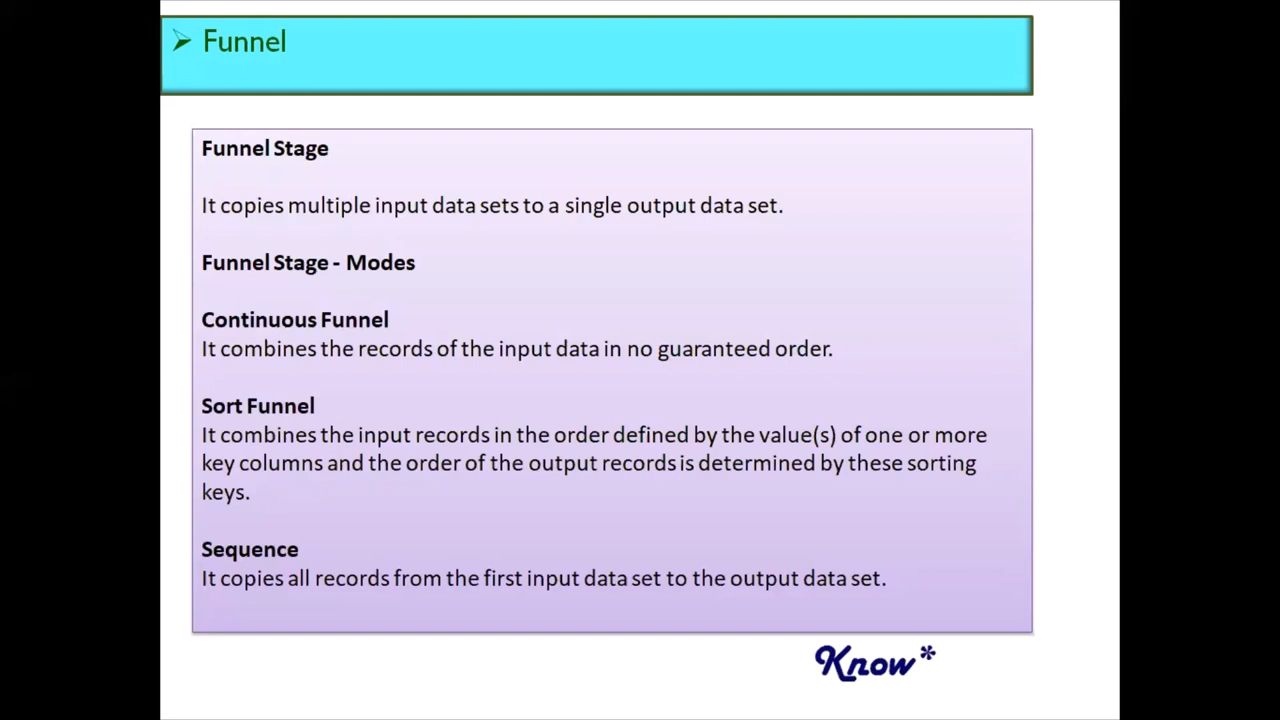 Funnel
Funnel Stage
It copies multiple input data sets to a single output data set.
Funnel Stage - Modes
Continuous Funnel
It combines the records of the input data in no guaranteed order.
Sort Funnel
It combines the input records in the order defined by the value(s) of one or more
key columns and the order of the output records is determined by these sorting
keys.
Sequence
It copies all records from the first input data set to the output data set.
Know*